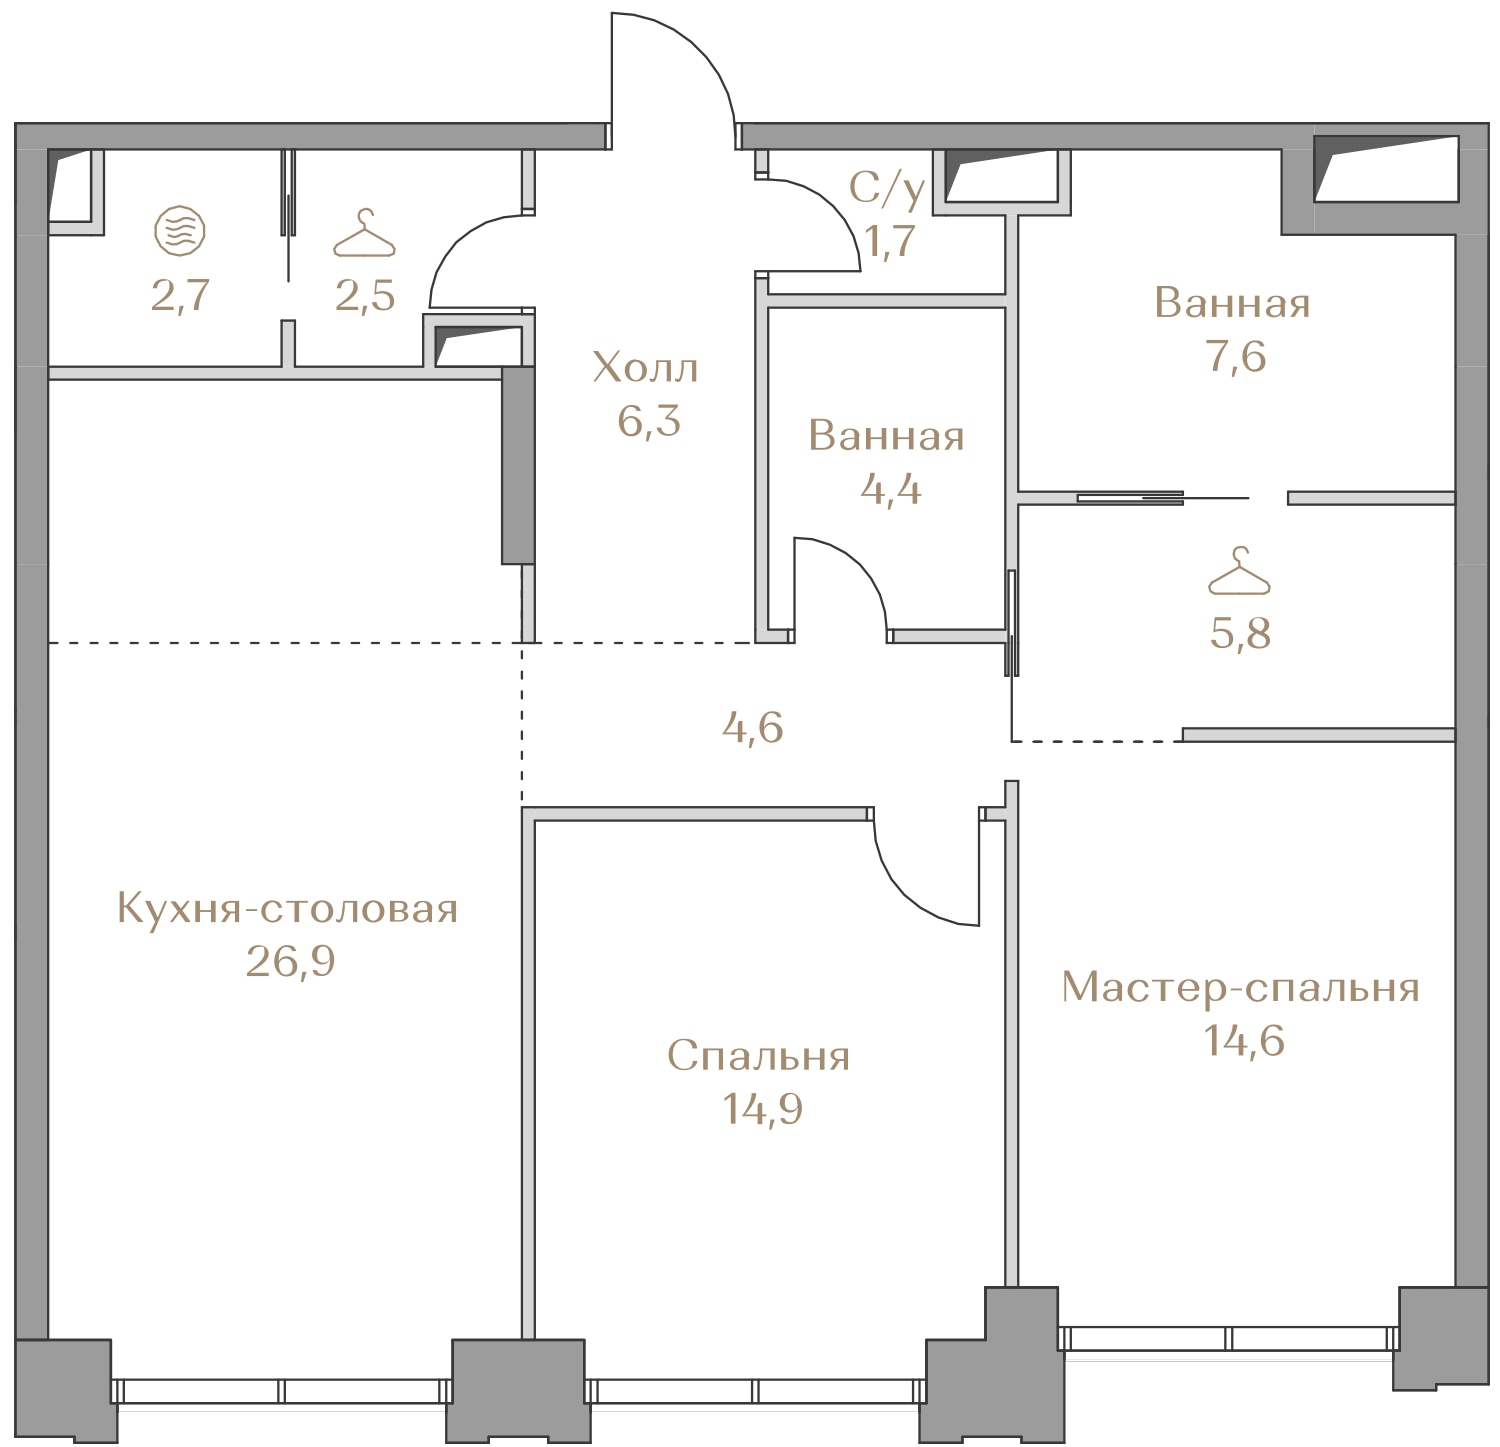 С/у
1,7
2,7
2,5
Ванная
7,6
Холл
6,3
Ванная
4,4
5,8
4,6
Кухня-столовая
26,9
Мастер-спальня
14,6
Спальня
14,9